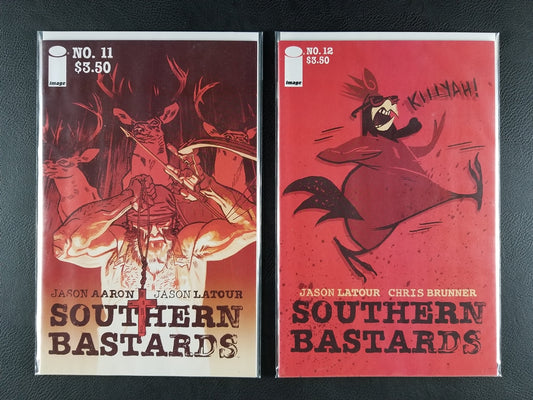 image
NO. 11
$3.50
JASON AARON JASON LATOUR
SOUTHERN
BASTARDS
image
NO. 12
$3.50
KIIIYAH!
JASON LATOUR CHRIS BRUNNER
SOUTHERN
BASTARDS